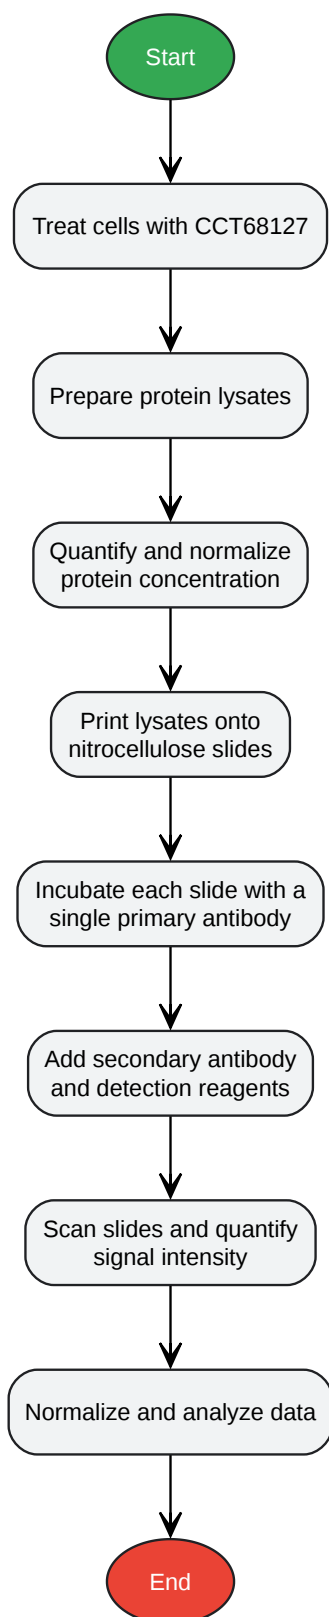 Start
Treat cells with CCT68127
Prepare protein lysates
Quantify and normalize
protein concentration
Print lysates onto
nitrocellulose slides
Incubate each slide with a
single primary antibody
Add secondary antibody
and detection reagents
Scan slides and quantify
signal intensity
Normalize and analyze data
End